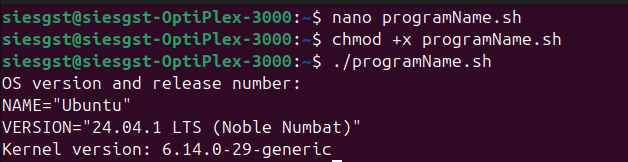 siesgst@siesgst-OptiPlex-3000:~$ nano programName.sh
siesgst@siesgst-OptiPlex-3000:~$ chmod +x programName.sh
siesgst@siesgst-OptiPlex-3000:~$ ./programName.sh
OS version and release number:
NAME="Ubuntu"
VERSION="24.04.1 LTS (Noble Numbat)"
Kernel version: 6.14.0-29-generic